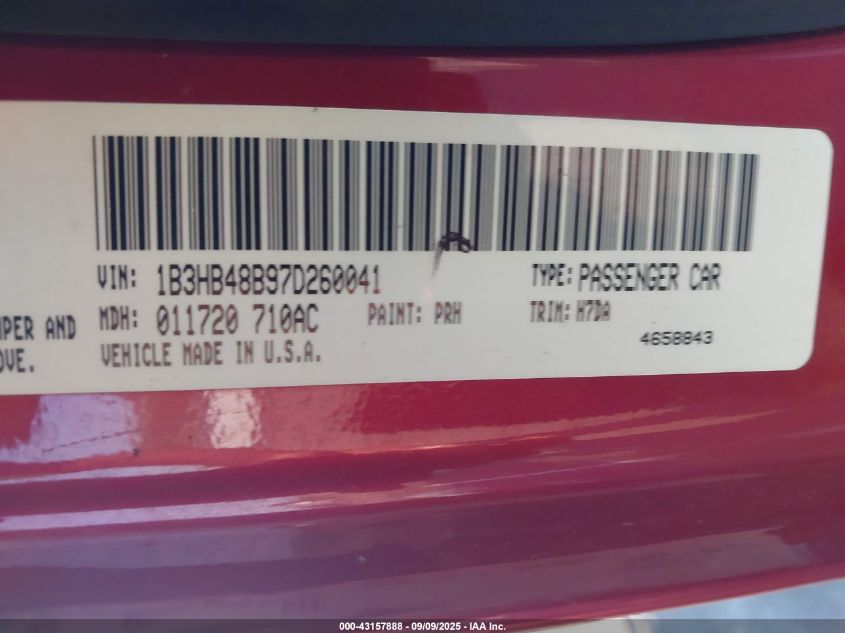 VIN: 1B3HB48B97D260041 TYPE: PASSENGER CAR
MDH: 011720 710AC PAINT: PRH TRIM: H7DA
VEHICLE MADE IN U.S.A. 4658843
PER AND
OVE.
000-43157888 - 09/09/2025 - IAA Inc.